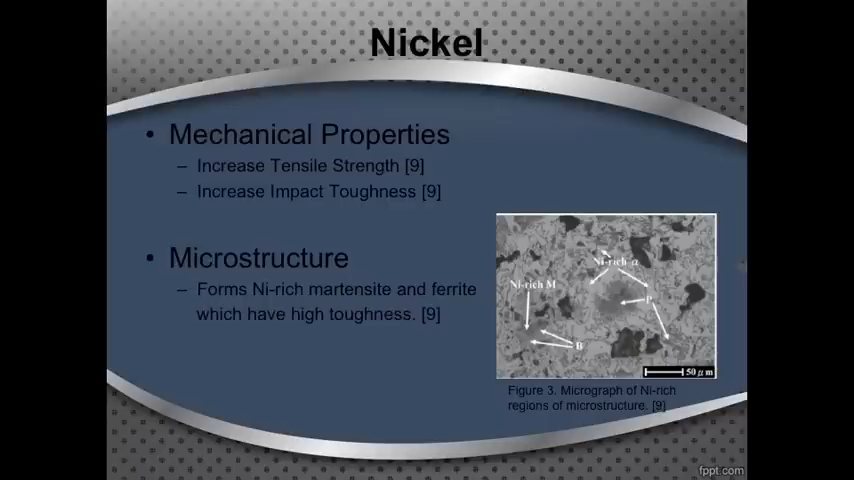 Nickel
• Mechanical Properties
– Increase Tensile Strength [9]
– Increase Impact Toughness [9]
• Microstructure
– Forms Ni-rich martensite and ferrite
which have high toughness. [9]
Ni-rich α
Ni-rich M
P
B
50 μ m
Figure 3. Micrograph of Ni-rich
regions of microstructure. [9]
fppt.com